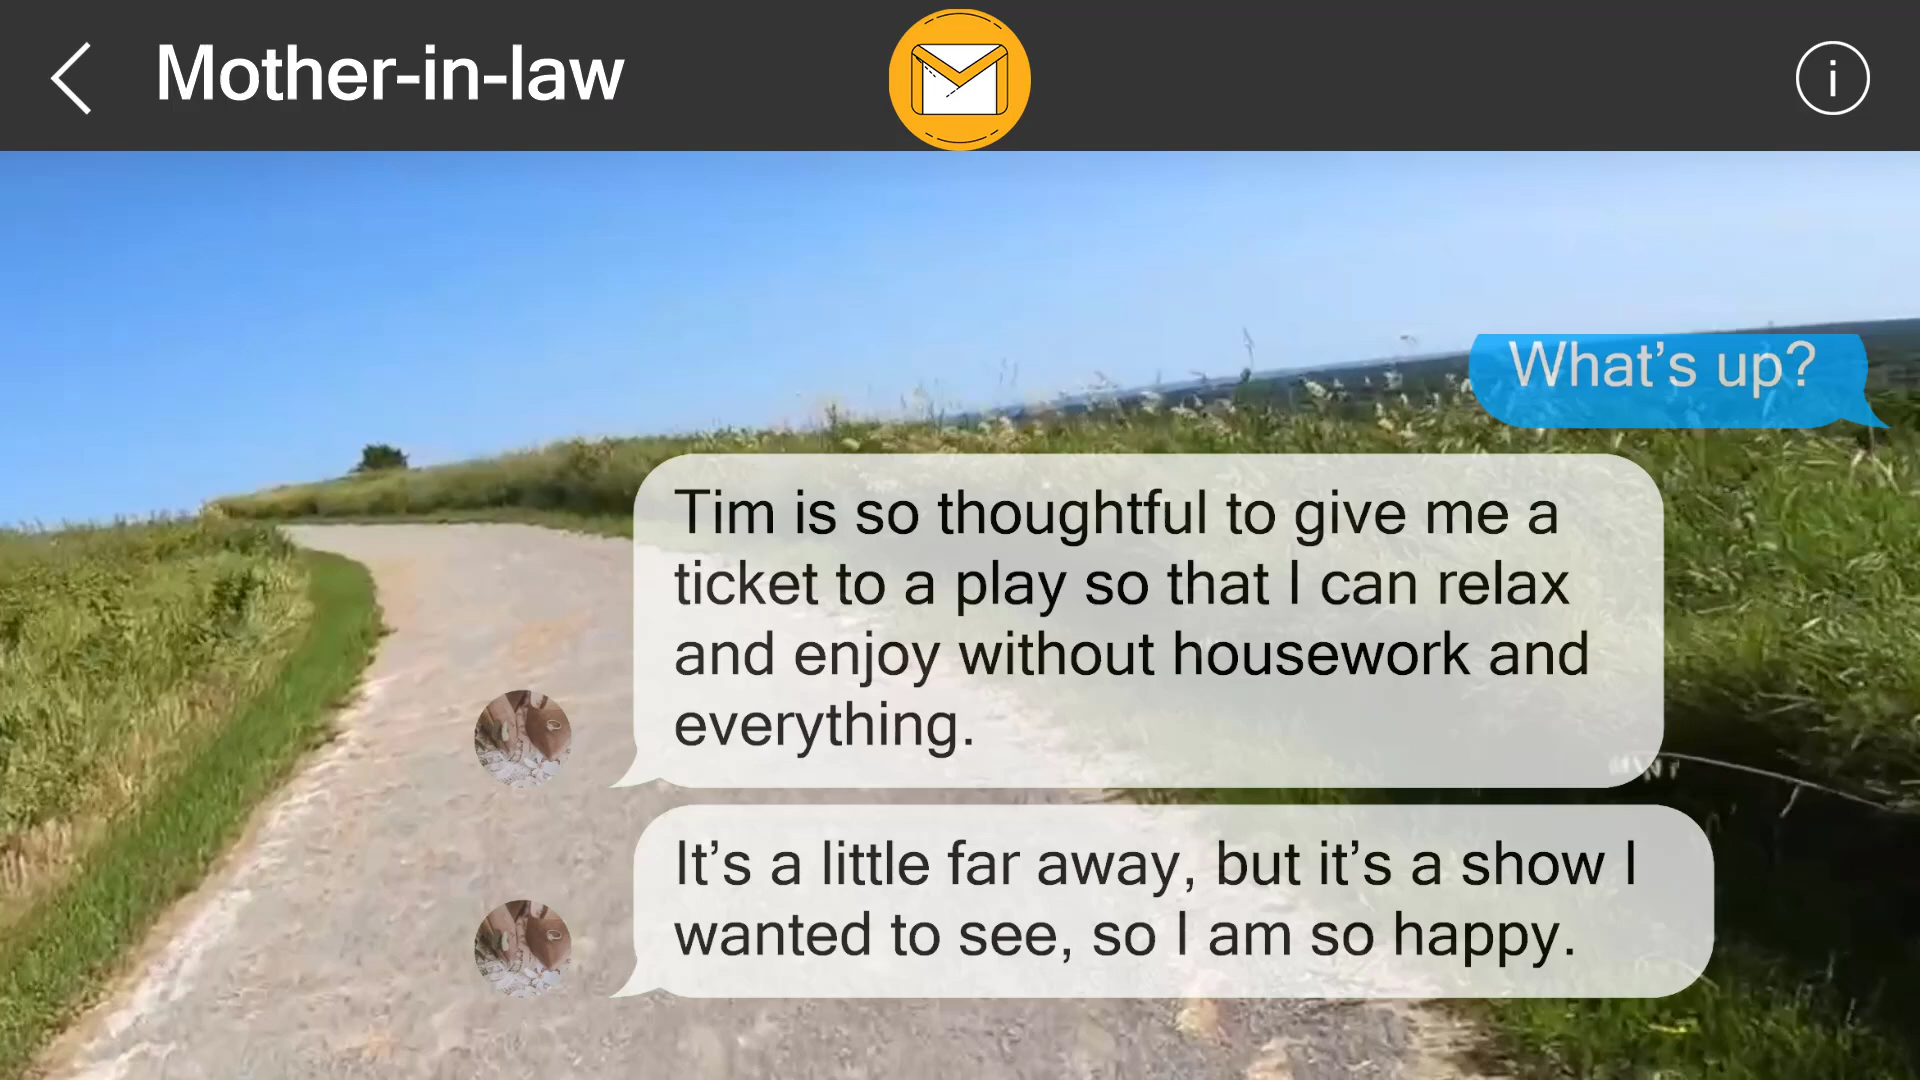 Mother-in-law
i
What's up?
Tim is so thoughtful to give me a
ticket to a play so that I can relax
and enjoy without housework and
everything.
It's a little far away, but it's a show I
wanted to see, so I am so happy.